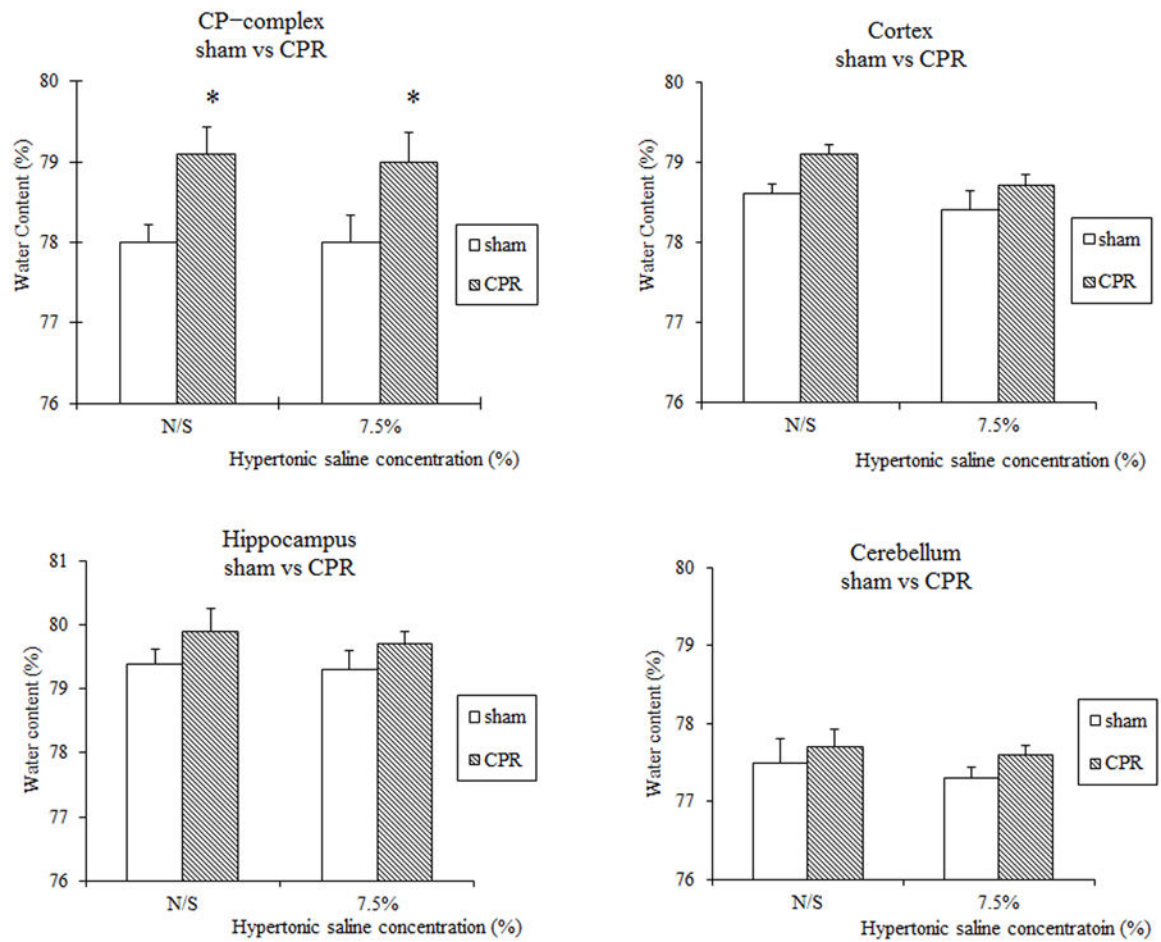 CP-complex
sham vs CPR
80
79
78
77
76
Water Content (%)
*
*
sham
CPR
N/S
7.5%
Hypertonic saline concentration (%)
Cortex
sham vs CPR
80
79
78
77
76
Water Content (%)
sham
CPR
N/S
7.5%
Hypertonic saline concentration (%)
Hippocampus
sham vs CPR
81
80
79
78
77
76
Water content (%)
sham
CPR
N/S
7.5%
Hypertonic saline concentration (%)
Cerebellum
sham vs CPR
80
79
78
77
76
Water content (%)
sham
CPR
N/S
7.5%
Hypertonic saline concentratoin (%)